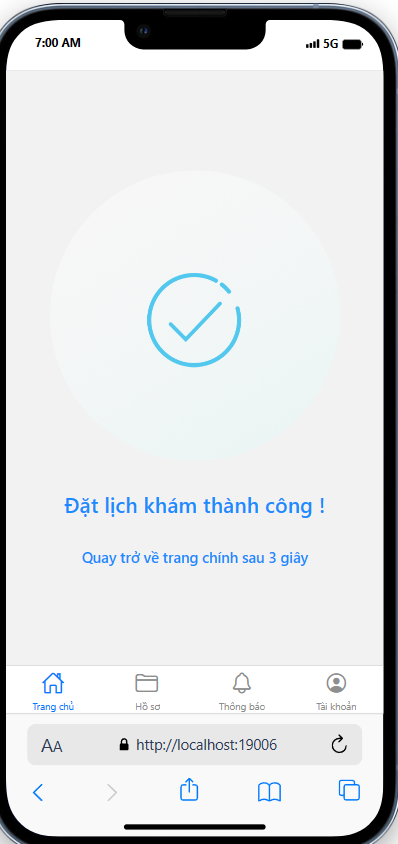 7:00 AM 5G
Đặt lịch khám thành công !
Quay trở về trang chính sau 3 giây
Trang chủ Hồ sơ Thông báo Tài khoản
AA http://localhost:19006